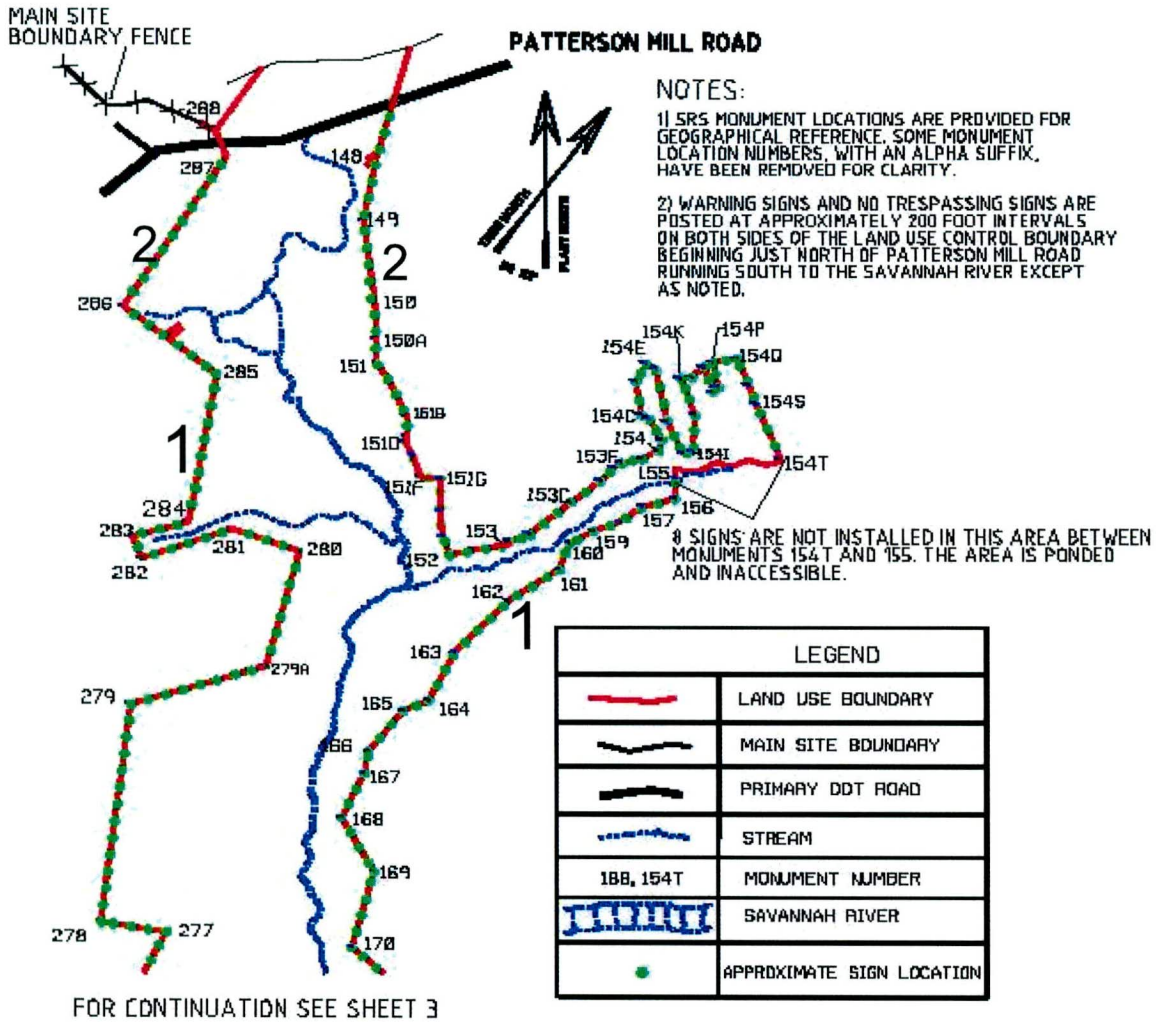 MAIN SITE
BOUNDARY FENCE
PATTERSON MILL ROAD
NOTES:
1) SRS MONUMENT LOCATIONS ARE PROVIDED FOR
GEOGRAPHICAL REFERENCE. SOME MONUMENT
LOCATION NUMBERS, WITH AN ALPHA SUFFIX,
HAVE BEEN REMOVED FOR CLARITY.
2) WARNING SIGNS AND NO TRESPASSING SIGNS ARE
POSTED AT APPROXIMATELY 200 FOOT INTERVALS
ON BOTH SIDES OF THE LAND USE CONTROL BOUNDARY
BEGINNING JUST NORTH OF PATTERSON MILL ROAD
RUNNING SOUTH TO THE SAVANNAH RIVER EXCEPT
AS NOTED.
PLANT NORTH
288
287
148
149
2
2
286
150
150A
151
285
151B
151D
151F
151G
1
284
283
282
281
280
152
153
153C
153F
154
154C
154E
154K
154P
154Q
154S
154I
154T
155
156
157
159
160
161
162
1
163
164
165
166
167
168
169
170
279A
279
278
277
* SIGNS ARE NOT INSTALLED IN THIS AREA BETWEEN
MONUMENTS 154T AND 155. THE AREA IS PONDED
AND INACCESSIBLE.
LEGEND
LAND USE BOUNDARY
MAIN SITE BOUNDARY
PRIMARY DOT ROAD
STREAM
188, 154T MONUMENT NUMBER
SAVANNAH RIVER
APPROXIMATE SIGN LOCATION
FOR CONTINUATION SEE SHEET 3